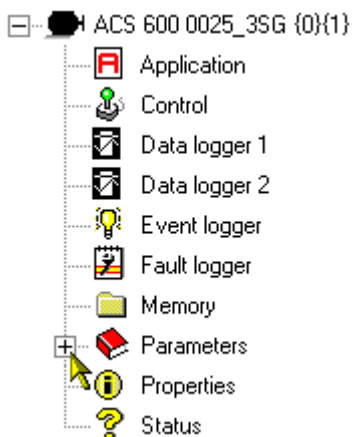 ACS 600 0025_3SG {0}{1}
Application
Control
Data logger 1
Data logger 2
Event logger
Fault logger
Memory
Parameters
Properties
Status